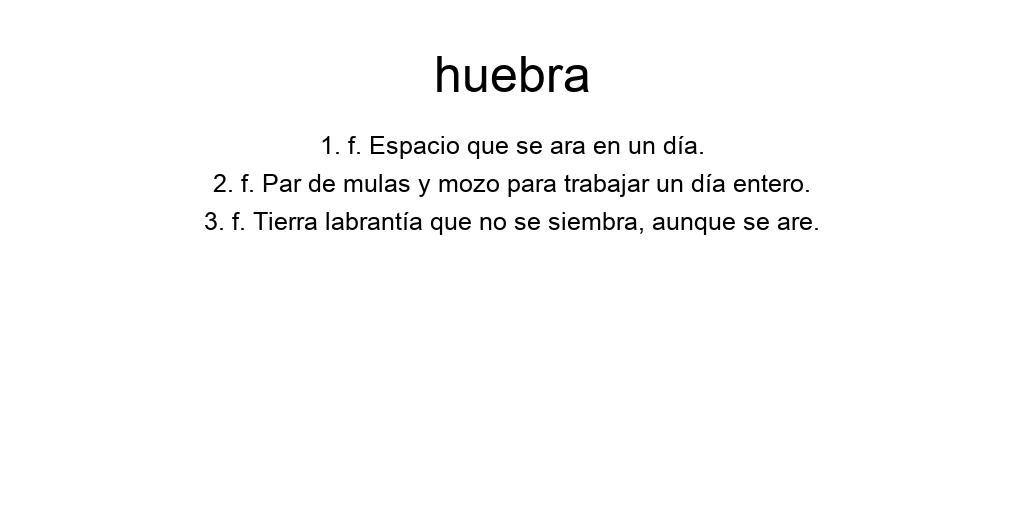 huebra
1. f. Espacio que se ara en un día.
2. f. Par de mulas y mozo para trabajar un día entero.
3. f. Tierra labrantía que no se siembra, aunque se are.